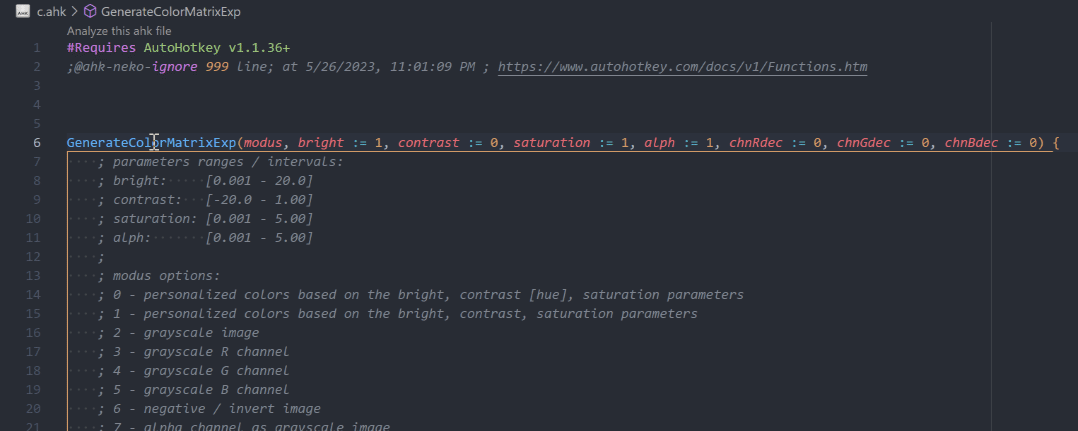 c.ahk > GenerateColorMatrixExp
Analyze this ahk file
1 #Requires AutoHotkey v1.1.36+
2 ;@ahk-neko-ignore 999 line; at 5/26/2023, 11:01:09 PM ; https://www.autohotkey.com/docs/v1/Functions.htm
3
4
5
6 GenerateColorMatrixExp(modus, bright := 1, contrast := 0, saturation := 1, alph := 1, chnRdec := 0, chnGdec := 0, chnBdec := 0) {
7 ; parameters ranges / intervals:
8 ; bright: [0.001 - 20.0]
9 ; contrast: [-20.0 - 1.00]
10 ; saturation: [0.001 - 5.00]
11 ; alph: [0.001 - 5.00]
12 ;
13 ; modus options:
14 ; 0 - personalized colors based on the bright, contrast [hue], saturation parameters
15 ; 1 - personalized colors based on the bright, contrast, saturation parameters
16 ; 2 - grayscale image
17 ; 3 - grayscale R channel
18 ; 4 - grayscale G channel
19 ; 5 - grayscale B channel
20 ; 6 - negative / invert image
21 ; 7 - alpha channel as grayscale image